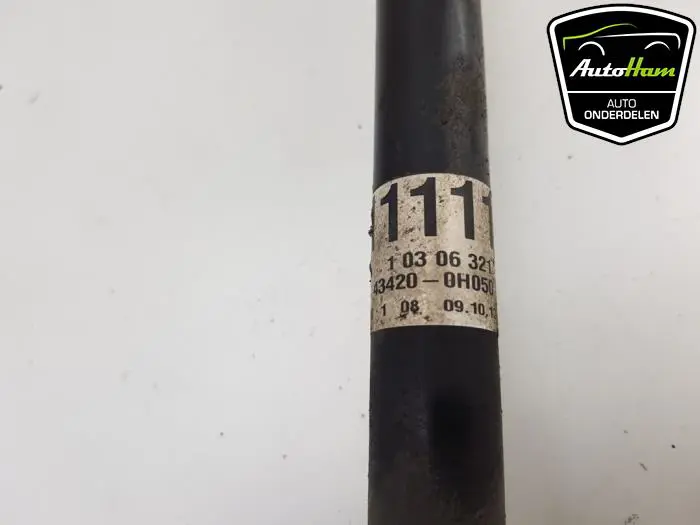 AutoHam
AUTO
ONDERDELEN
1111
1 03 06 321
43420-0H050
1 08 09.10.1